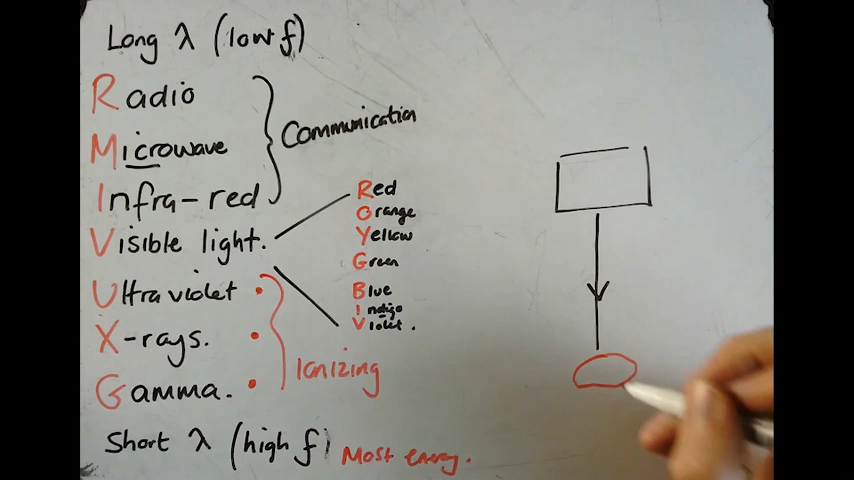 Long λ (low f)
Radio
Microwave
Communication
Infra-red
Visible light.
Red
Orange
Yellow
Green
Blue
Indigo
Violet.
Ultraviolet
X-rays.
Ionizing
Gamma.
Short λ (high f)
Most energy.